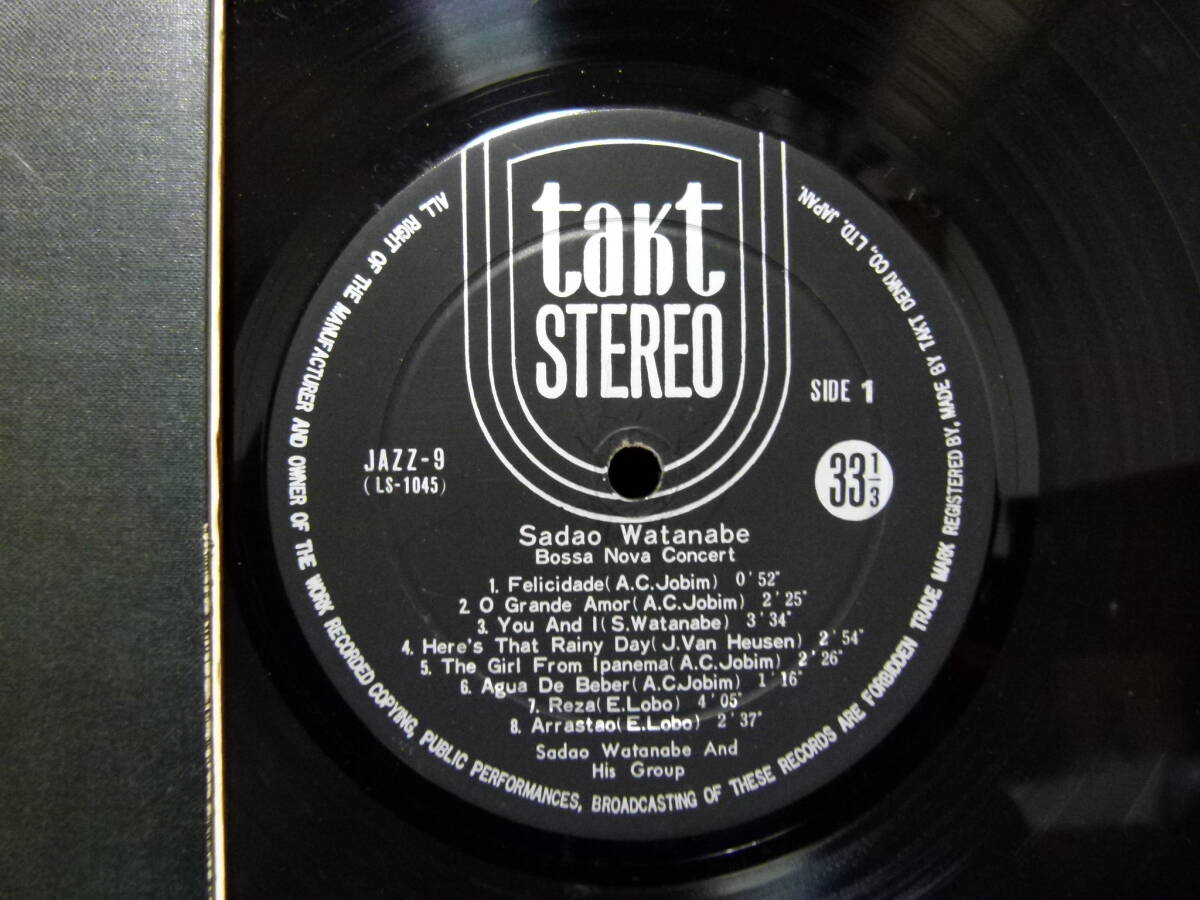 takt
STEREO
SIDE 1
JAZZ-9
(LS-1045)
33 1/3
Sadao Watanabe
Bossa Nova Concert
1. Felicidade(A.C.Jobim) 0'52"
2. O Grande Amor(A.C.Jobim) 2'25"
3. You And I(S.Watanabe) 3'34"
4. Here's That Rainy Day(J.Van Heusen) 2'54"
5. The Girl From Ipanema(A.C.Jobim) 2'26"
6. Agua De Beber(A.C.Jobim) 1'16"
7. Reza(E.Lobo) 4'05"
8. Arrastao(E.Lobo) 2'37"
Sadao Watanabe And
His Group
ALL RIGHT OF THE MANUFACTURER AND OWNER OF THE WORK RECORDED COPYING, PUBLIC PERFORMANCES, BROADCASTING OF THESE RECORDS ARE FORBIDDEN TRADE MARK REGISTERED BY, MADE BY TAKT DENKI CO., LTD. JAPAN.